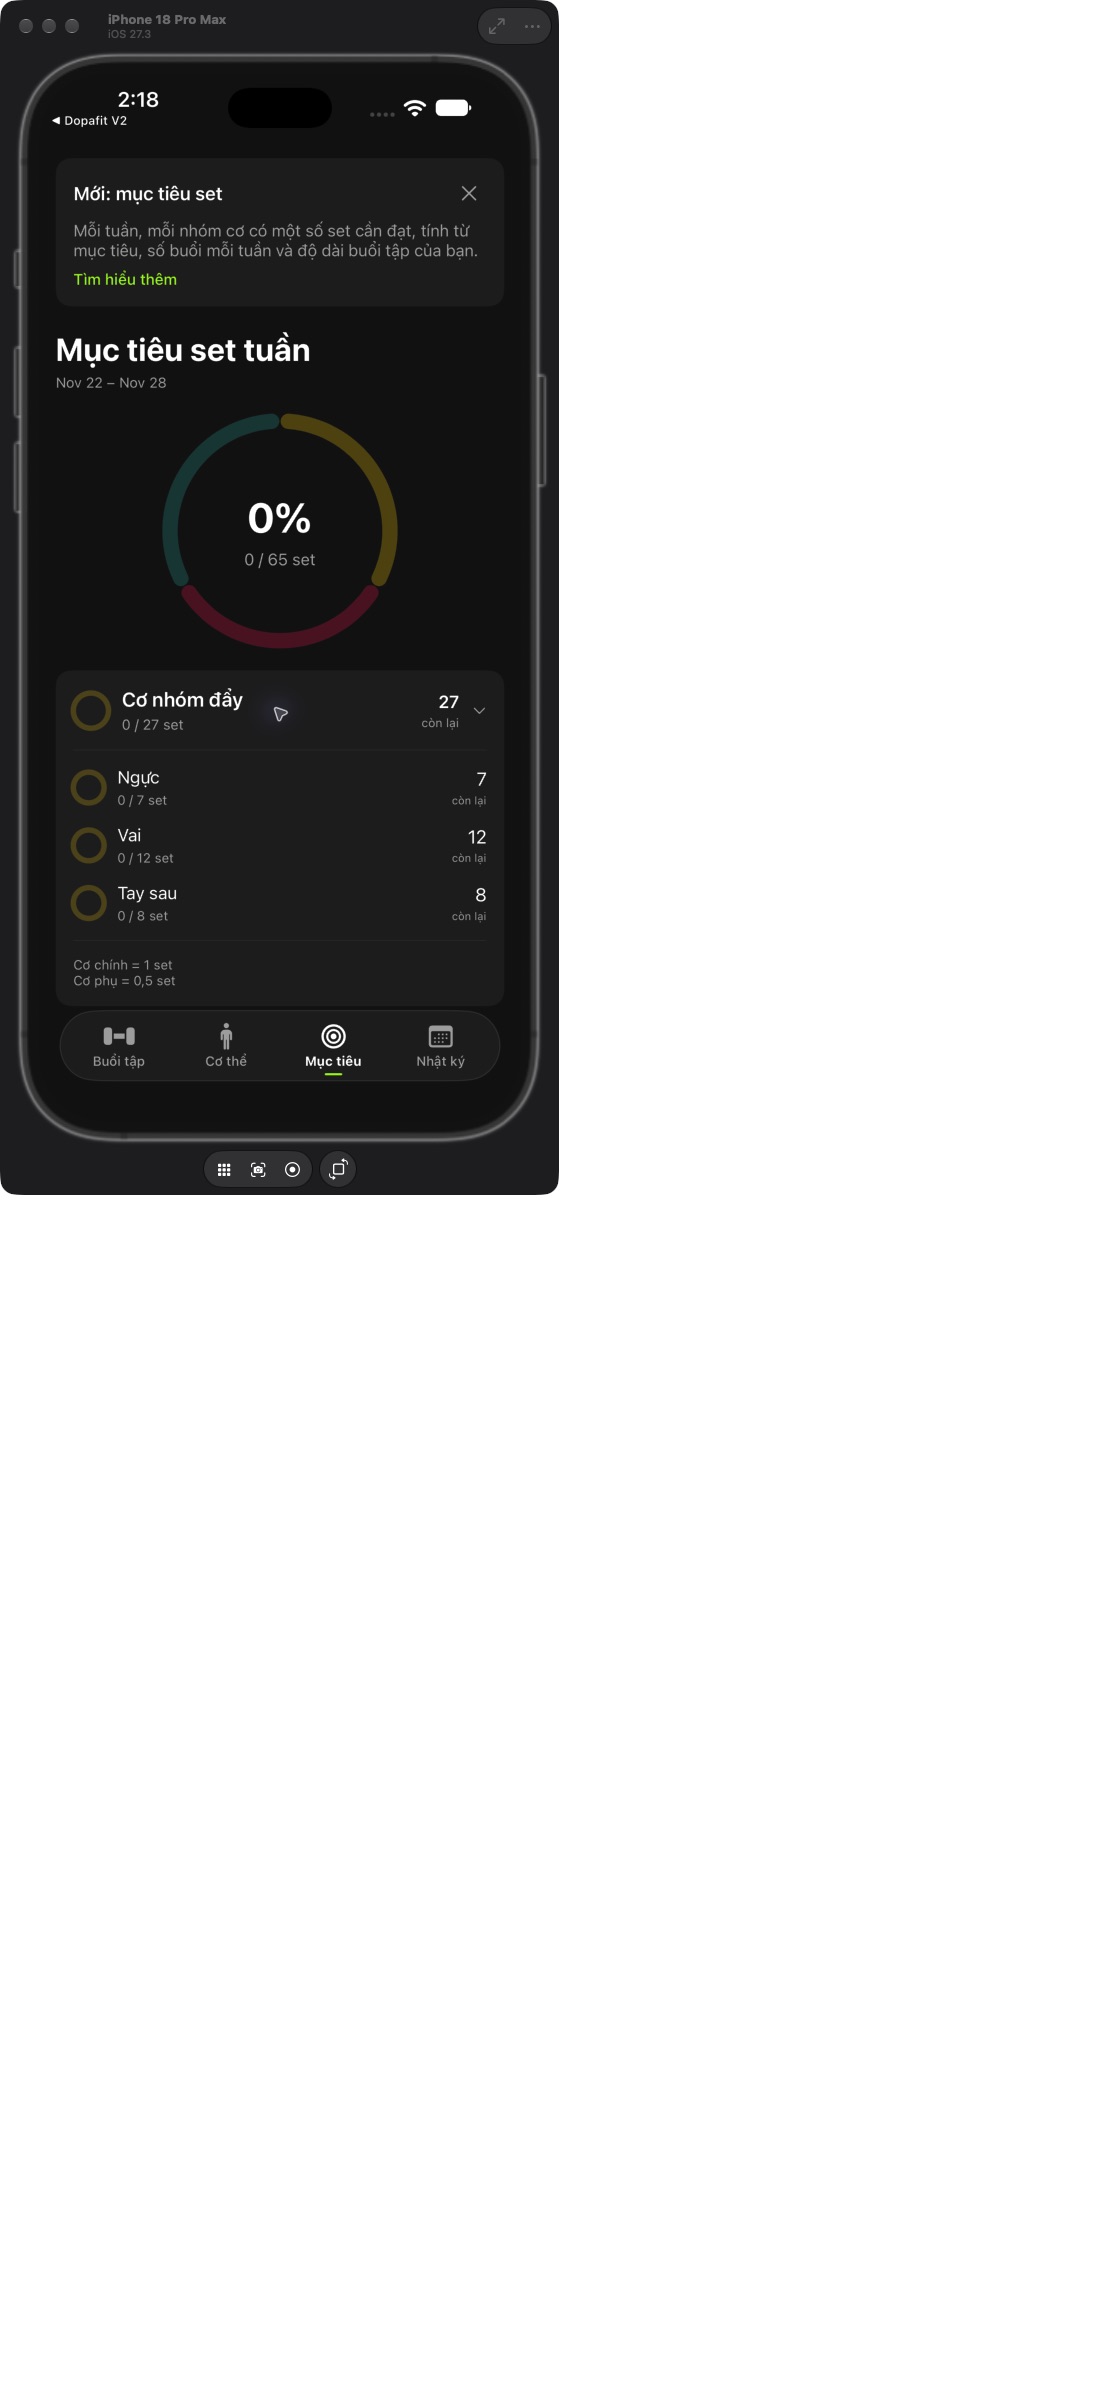 iPhone 18 Pro Max
iOS 27.3
2:18
◀ Dopafit V2
Mới: mục tiêu set
Mỗi tuần, mỗi nhóm cơ có một số set cần đạt, tính từ
mục tiêu, số buổi mỗi tuần và độ dài buổi tập của bạn.
Tìm hiểu thêm
Mục tiêu set tuần
Nov 22 – Nov 28
0%
0 / 65 set
Cơ nhóm đẩy
0 / 27 set
27
còn lại
Ngực
0 / 7 set
7
còn lại
Vai
0 / 12 set
12
còn lại
Tay sau
0 / 8 set
8
còn lại
Cơ chính = 1 set
Cơ phụ = 0,5 set
Buổi tập
Cơ thể
Mục tiêu
Nhật ký